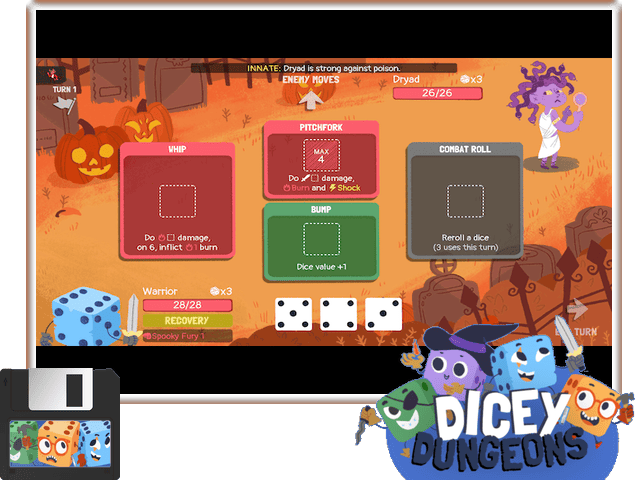 INNATE: Dryad is strong against poison.
TURN 1
ENEMY MOVES
Dryad
x3
26/26
WHIP
Do damage,
on 6, inflict 1 burn
PITCHFORK
MAX
4
Do damage,
Burn and Shock
BUMP
Dice value +1
COMBAT ROLL
Reroll a dice
(3 uses this turn)
Warrior
x3
28/28
RECOVERY
Spooky Fury 1
TURN
DICEY
DUNGEONS